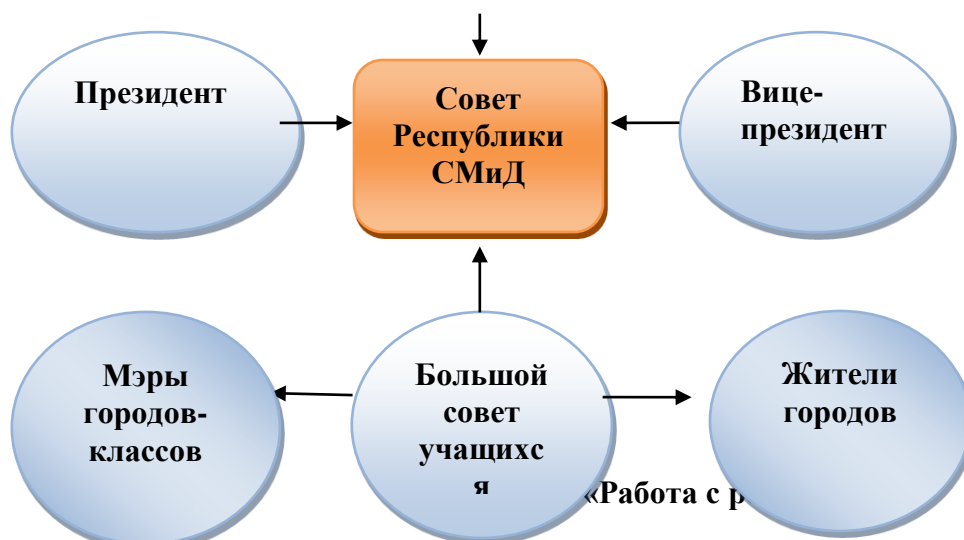 Президент
Совет
Республики
СМиД
Вице-
президент
Мэры
городов-
классов
Большой
совет
учащихс
я
Жители
городов
«Работа с р